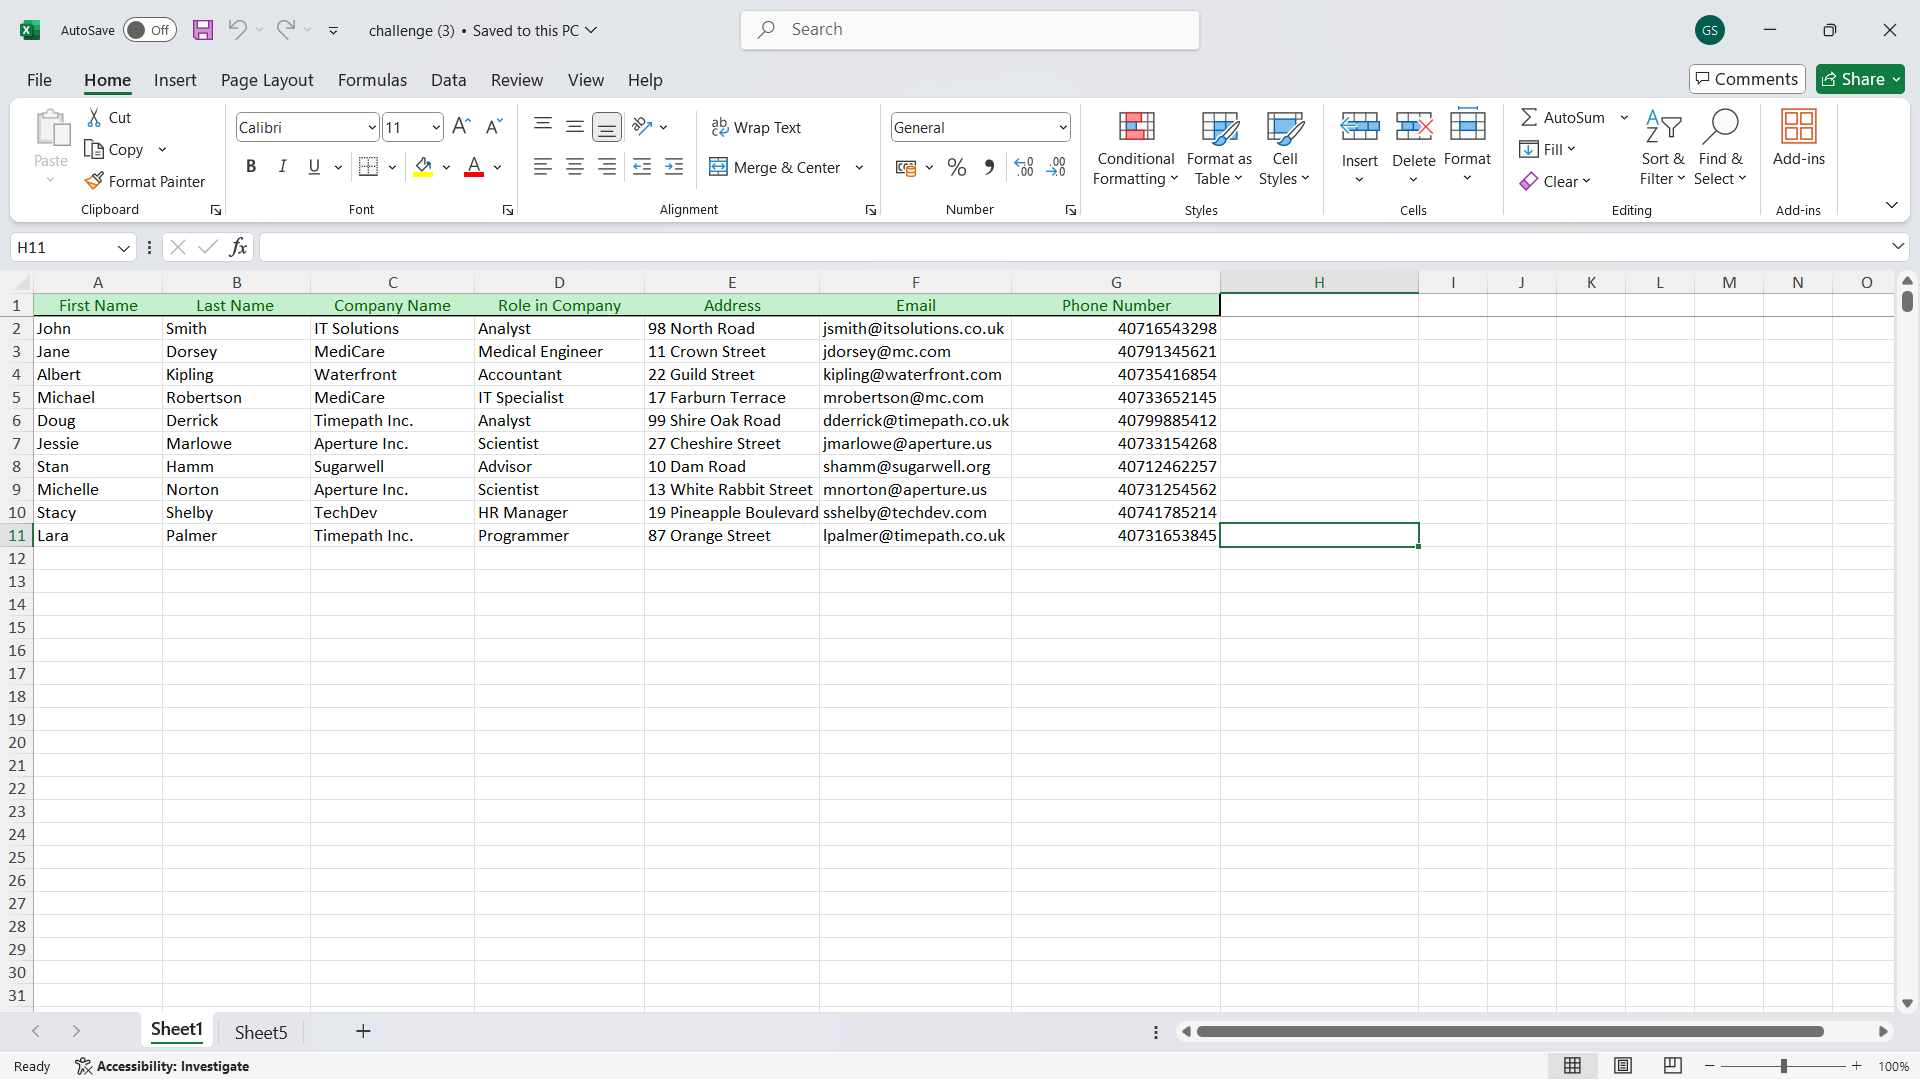 AutoSave Off challenge (3) • Saved to this PC Search GS
File Home Insert Page Layout Formulas Data Review View Help Comments Share
Paste Cut Copy Format Painter Clipboard
Calibri 11 B I U A Font
Wrap Text Merge & Center Alignment
General % Number
Conditional Formatting Format as Table Cell Styles Styles
Insert Delete Format Cells
AutoSum Fill Clear Sort & Filter Find & Select Editing
Add-ins Add-ins
H11 fx
A B C D E F G H I J K L M N O
1 First Name Last Name Company Name Role in Company Address Email Phone Number
2 John Smith IT Solutions Analyst 98 North Road jsmith@itsolutions.co.uk 40716543298
3 Jane Dorsey MediCare Medical Engineer 11 Crown Street jdorsey@mc.com 40791345621
4 Albert Kipling Waterfront Accountant 22 Guild Street kipling@waterfront.com 40735416854
5 Michael Robertson MediCare IT Specialist 17 Farburn Terrace mrobertson@mc.com 40733652145
6 Doug Derrick Timepath Inc. Analyst 99 Shire Oak Road dderrick@timepath.co.uk 40799885412
7 Jessie Marlowe Aperture Inc. Scientist 27 Cheshire Street jmarlowe@aperture.us 40733154268
8 Stan Hamm Sugarwell Advisor 10 Dam Road shamm@sugarwell.org 40712462257
9 Michelle Norton Aperture Inc. Scientist 13 White Rabbit Street mnorton@aperture.us 40731254562
10 Stacy Shelby TechDev HR Manager 19 Pineapple Boulevard sshelby@techdev.com 40741785214
11 Lara Palmer Timepath Inc. Programmer 87 Orange Street lpalmer@timepath.co.uk 40731653845
12
13
14
15
16
17
18
19
20
21
22
23
24
25
26
27
28
29
30
31
Sheet1 Sheet5
Ready Accessibility: Investigate 100%